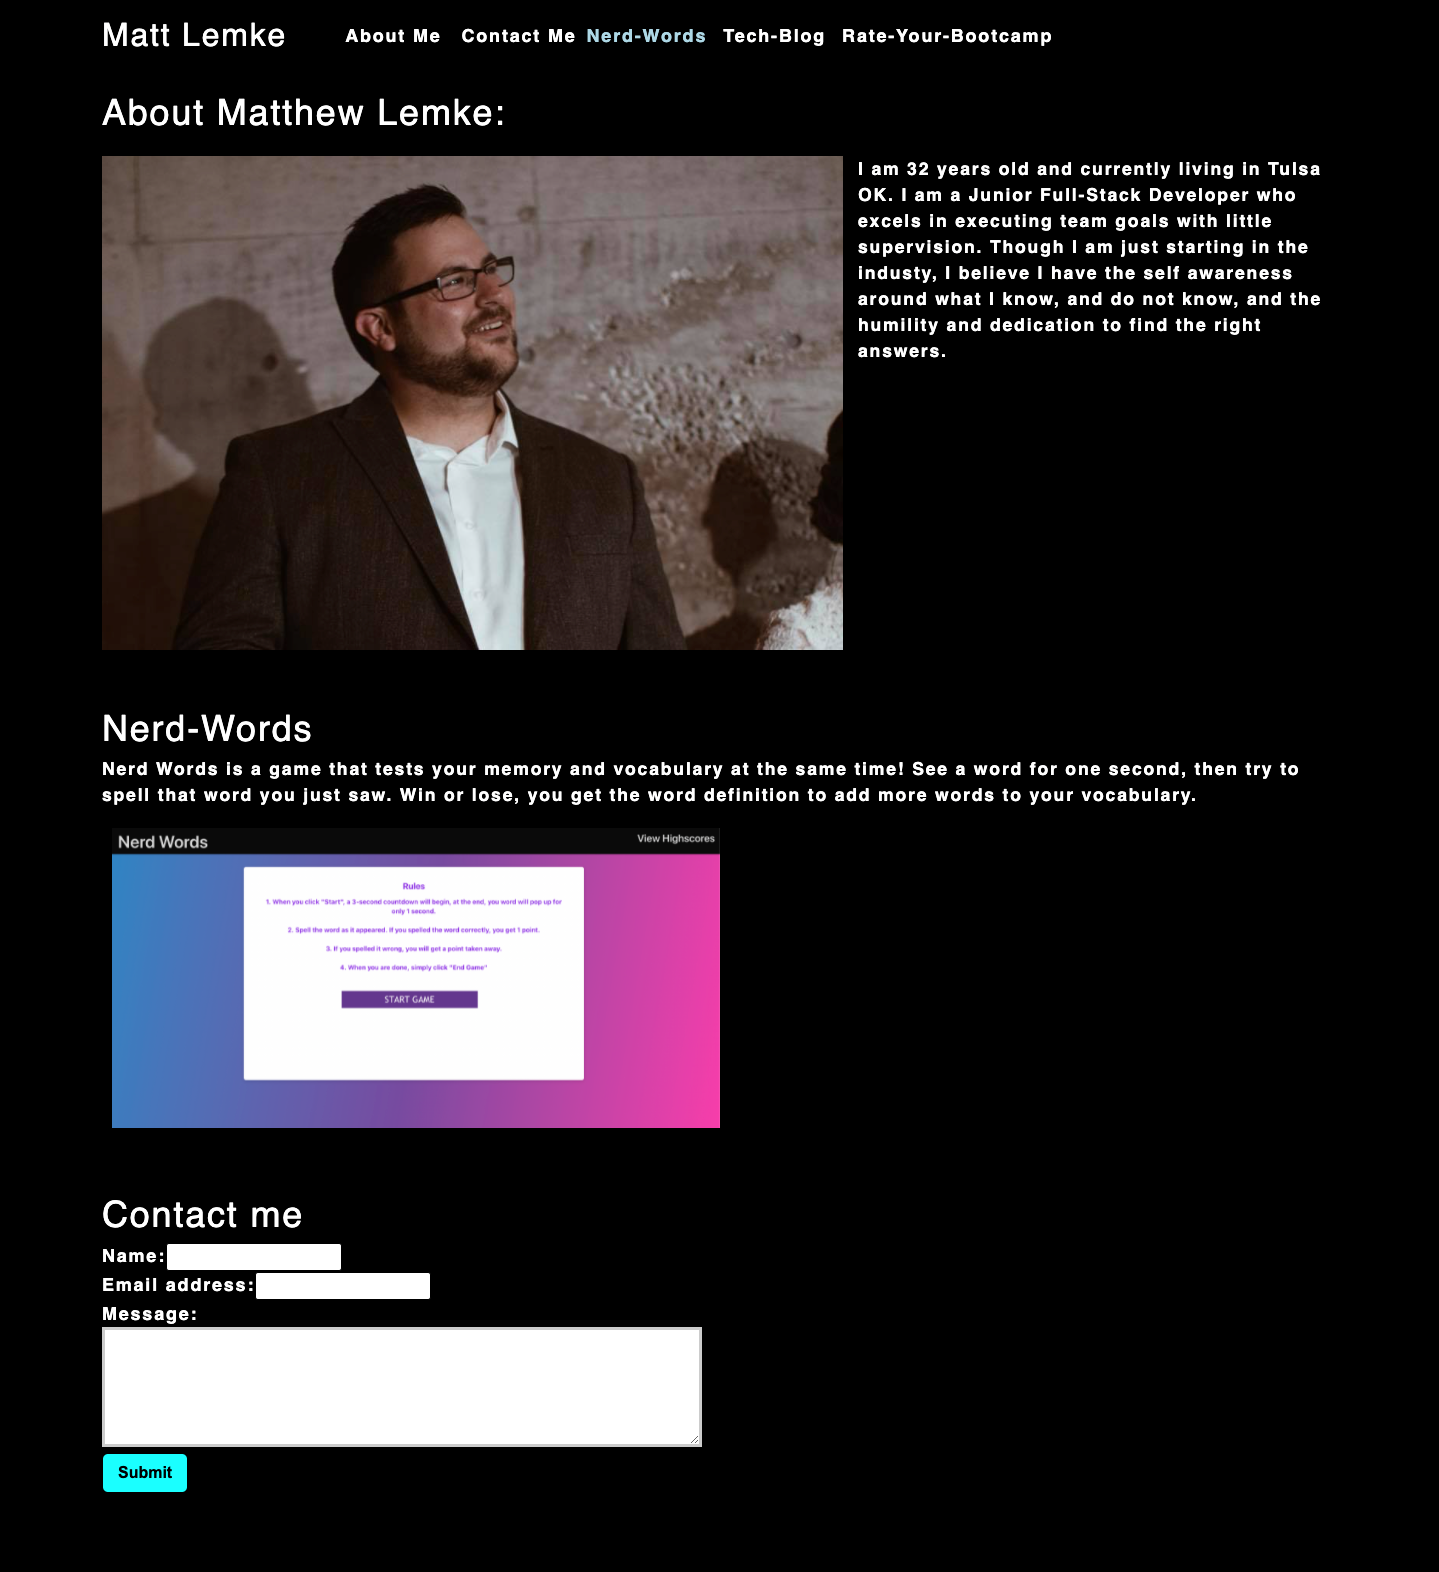 Matt Lemke About Me Contact Me Nerd-Words Tech-Blog Rate-Your-Bootcamp
About Matthew Lemke:
I am 32 years old and currently living in Tulsa
OK. I am a Junior Full-Stack Developer who
excels in executing team goals with little
supervision. Though I am just starting in the
industy, I believe I have the self awareness
around what I know, and do not know, and the
humility and dedication to find the right
answers.
Nerd-Words
Nerd Words is a game that tests your memory and vocabulary at the same time! See a word for one second, then try to
spell that word you just saw. Win or lose, you get the word definition to add more words to your vocabulary.
Nerd Words View Highscores
Rules
1. When you click "Start", a 3-second countdown will begin, at the end, you word will pop up for
only 1 second.
2. Spell the word as it appeared. If you spelled the word correctly, you get 1 point.
3. If you spelled it wrong, you will get a point taken away.
4. When you are done, simply click "End Game"
START GAME
Contact me
Name:
Email address:
Message:
Submit